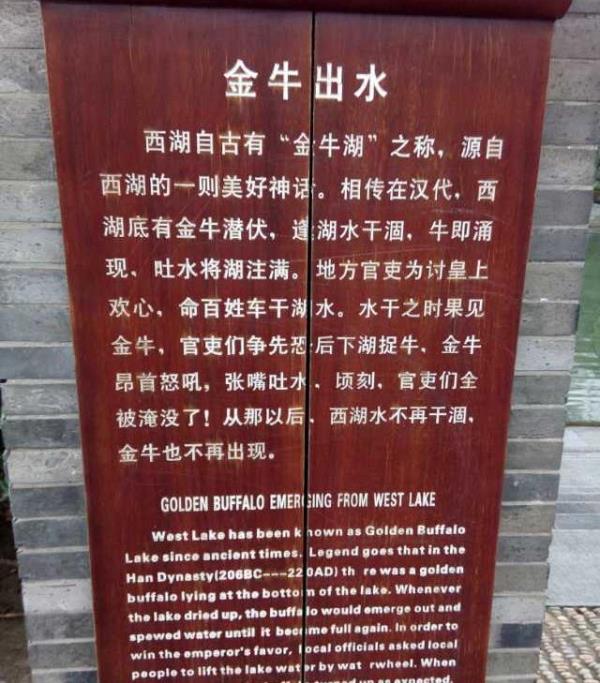 金牛出水
西湖自古有“金牛湖”之称，源自
西湖的一则美好神话。相传在汉代，西
湖底有金牛潜伏，逢湖水干涸，牛即涌
现、吐水将湖注满。地方官吏为讨皇上
欢心，命百姓车干湖水。水干之时果见
金牛，官吏们争先恐后下湖捉牛，金牛
昂首怒吼，张嘴吐水、顷刻，官吏们全
被淹没了！从那以后、西湖水不再干涸，
金牛也不再出现。
GOLDEN BUFFALO EMERGING FROM WEST LAKE
West Lake has been known as Golden Buffalo
Lake since ancient times. Legend goes that in the
Han Dynasty(206BC---220AD) th re was a golden
buffalo lying at the bottom of the lake. Whenever
the lake dried up, the buffalo would emerge out and
spewed water until it became full again. In order to
win the emperor's favor, local officials asked local
people to lift the lake water by wat rwheel. When
turned up as expected,